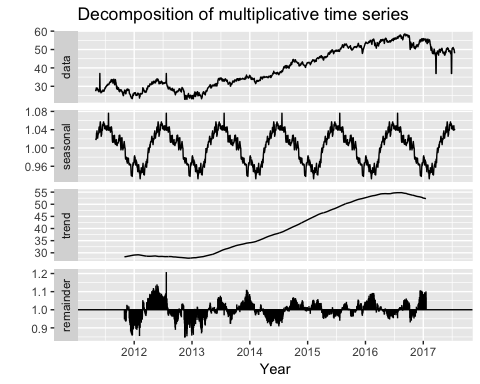 Decomposition of multiplicative time series
60
50
40
30
data
1.08
1.04
1.00
0.96
seasonal
55
50
45
40
35
30
trend
1.2
1.1
1.0
0.9
remainder
2012 2013 2014 2015 2016 2017
Year